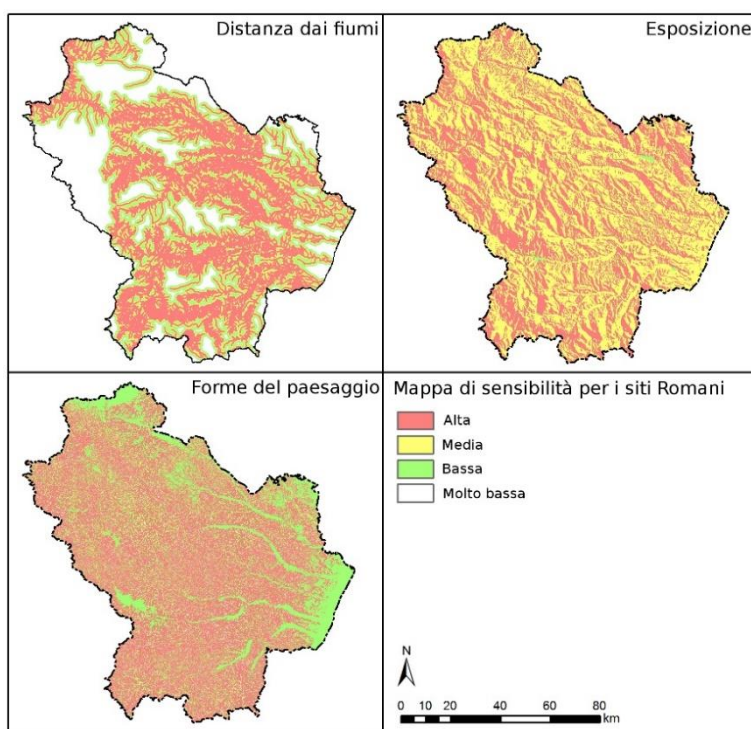 Distanza dai fiumi
Esposizione
Forme del paesaggio
Mappa di sensibilità per i siti Romani
Alta
Media
Bassa
Molto bassa
N
0 10 20 40 60 80
km